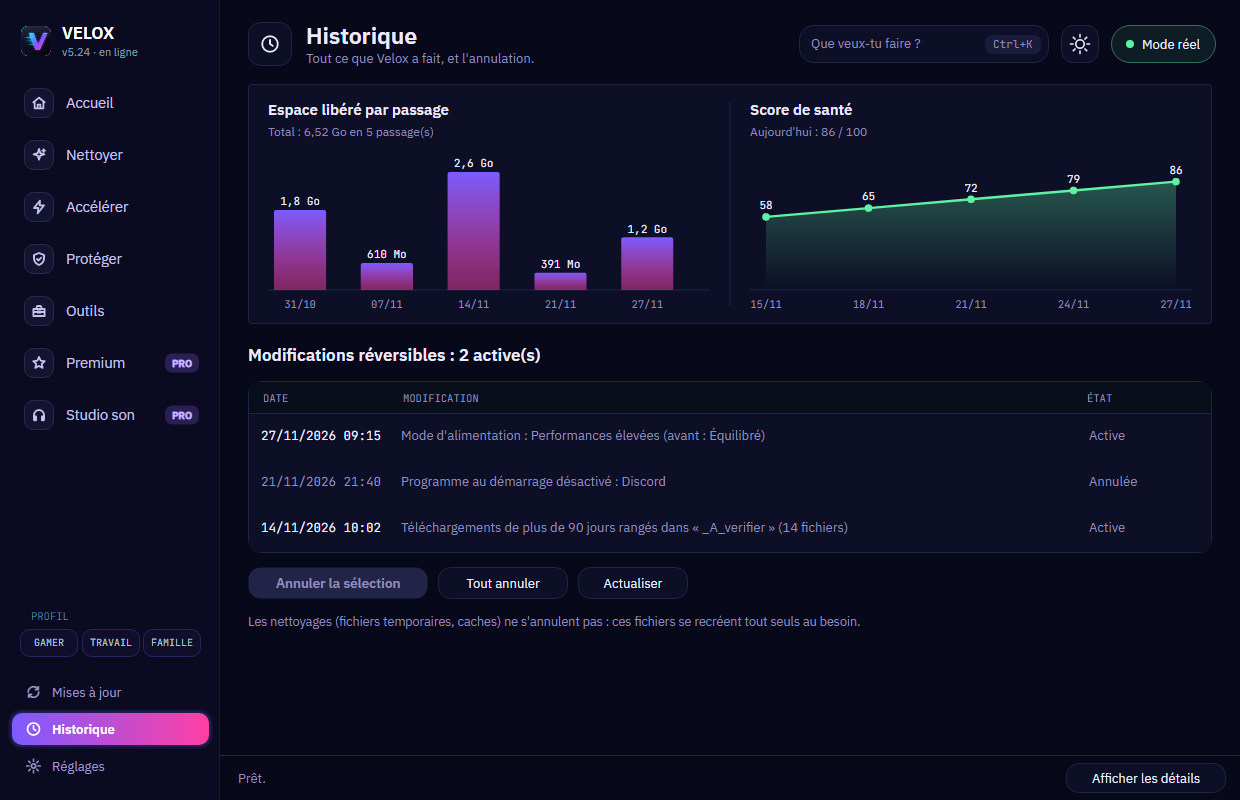 VELOX
v5.24 · en ligne
Accueil
Nettoyer
Accélérer
Protéger
Outils
Premium PRO
Studio son PRO
PROFIL
GAMER TRAVAIL FAMILLE
Mises à jour
Historique
Réglages
Historique
Tout ce que Velox a fait, et l'annulation.
Que veux-tu faire ? Ctrl+K
Mode réel
Espace libéré par passage
Total : 6,52 Go en 5 passage(s)
1,8 Go 610 Mo 2,6 Go 391 Mo 1,2 Go
31/10 07/11 14/11 21/11 27/11
Score de santé
Aujourd'hui : 86 / 100
58 65 72 79 86
15/11 18/11 21/11 24/11 27/11
Modifications réversibles : 2 active(s)
DATE MODIFICATION ÉTAT
27/11/2026 09:15 Mode d'alimentation : Performances élevées (avant : Équilibré) Active
21/11/2026 21:40 Programme au démarrage désactivé : Discord Annulée
14/11/2026 10:02 Téléchargements de plus de 90 jours rangés dans « _A_verifier » (14 fichiers) Active
Annuler la sélection Tout annuler Actualiser
Les nettoyages (fichiers temporaires, caches) ne s'annulent pas : ces fichiers se recréent tout seuls au besoin.
Prêt. Afficher les détails